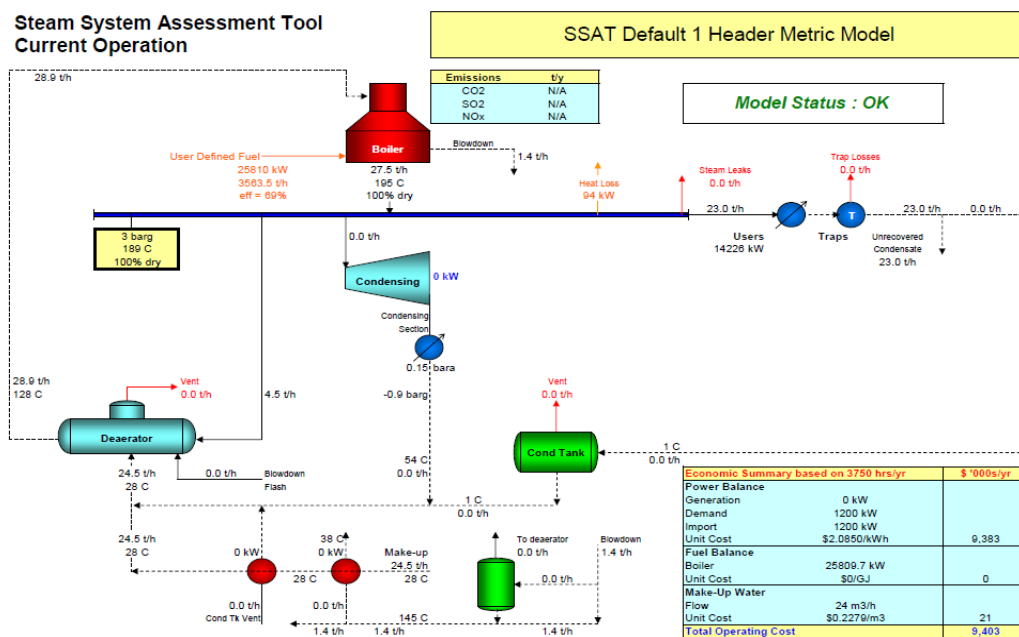 Steam System Assessment Tool
Current Operation
SSAT Default 1 Header Metric Model
28.9 t/h
Emissions t/y
CO2 N/A
SO2 N/A
NOx N/A
Model Status : OK
Boiler
Blowdown
1.4 t/h
User Defined Fuel
25810 kW
3563.5 t/h
eff = 69%
27.5 t/h
195 C
100% dry
Heat Loss
94 kW
Steam Leaks
0.0 t/h
Trap Losses
0.0 t/h
23.0 t/h
T
23.0 t/h
0.0 t/h
3 barg
189 C
100% dry
0.0 t/h
Users
14226 kW
Traps
Unrecovered
Condensate
23.0 t/h
Condensing
0 kW
Condensing
Section
0.15 bara
28.9 t/h
128 C
Vent
0.0 t/h
4.5 t/h
-0.9 barg
Vent
0.0 t/h
Deaerator
Cond Tank
1 C
0.0 t/h
24.5 t/h
28 C
0.0 t/h
Blowdown
Flash
54 C
0.0 t/h
1 C
0.0 t/h
24.5 t/h
28 C
0 kW
38 C
0 kW
28 C
Make-up
24.5 t/h
28 C
To deaerator
0.0 t/h
Blowdown
1.4 t/h
0.0 t/h
0.0 t/h
Cond Tk Vent
0.0 t/h
145 C
1.4 t/h
1.4 t/h
1.4 t/h
Economic Summary based on 3750 hrs/yr $ '000s/yr
Power Balance
Generation 0 kW
Demand 1200 kW
Import 1200 kW
Unit Cost $2.0850/kWh 9,383
Fuel Balance
Boiler 25809.7 kW
Unit Cost $0/GJ 0
Make-Up Water
Flow 24 m3/h
Unit Cost $0.2279/m3 21
Total Operating Cost 9,403